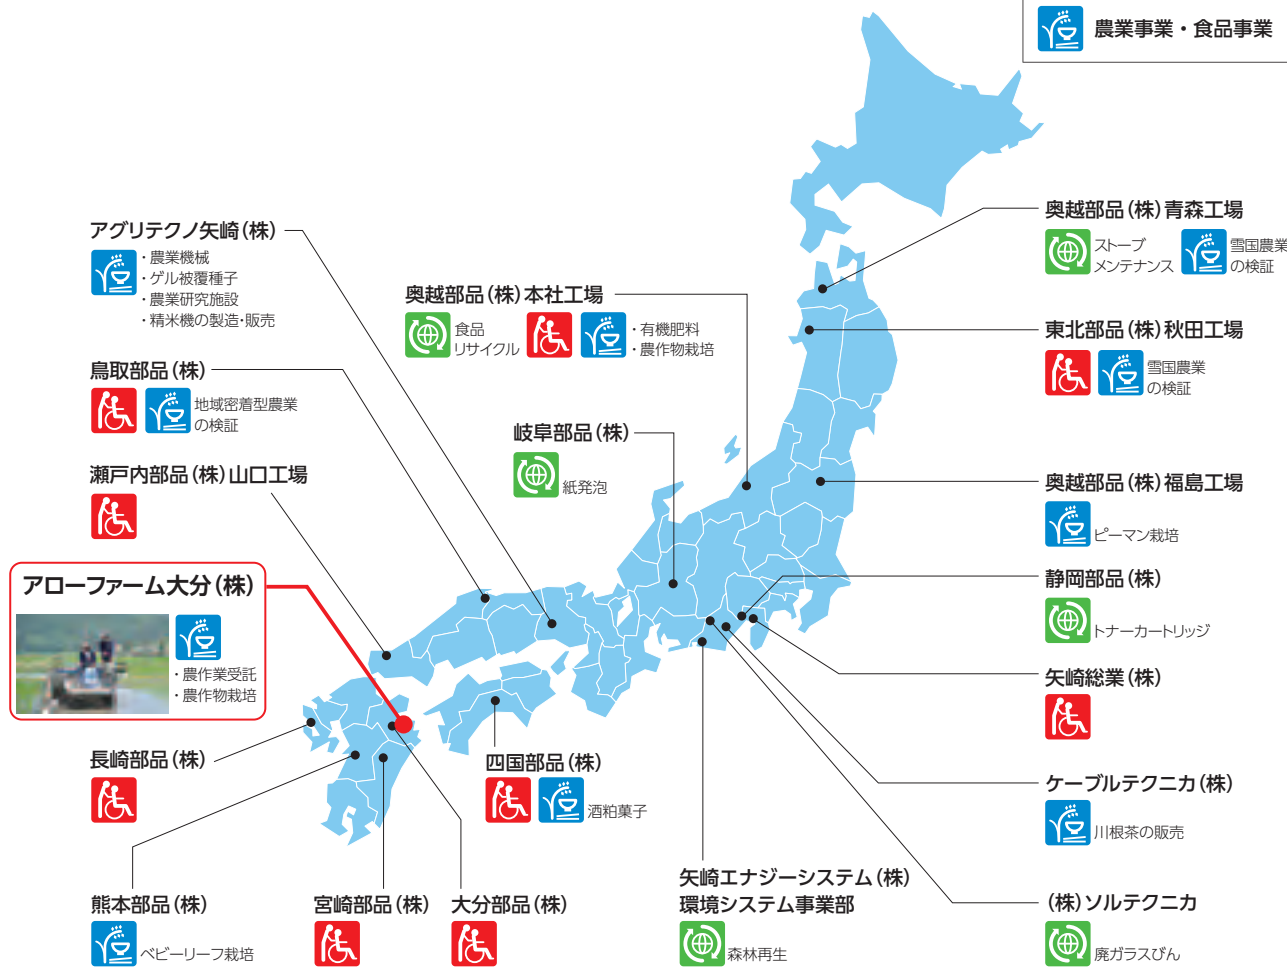 農業事業・食品事業
アグリテクノ矢崎(株)
・農業機械
・ゲル被覆種子
・農業研究施設
・精米機の製造・販売
鳥取部品(株)
地域密着型農業
の検証
瀬戸内部品(株)山口工場
アローファーム大分(株)
・農作業受託
・農作物栽培
長崎部品(株)
熊本部品(株)
ベビーリーフ栽培
宮崎部品(株)
大分部品(株)
奥越部品(株)本社工場
食品
リサイクル
・有機肥料
・農作物栽培
岐阜部品(株)
紙発泡
四国部品(株)
酒粕菓子
矢崎エナジーシステム(株)
環境システム事業部
森林再生
奥越部品(株)青森工場
ストーブ
メンテナンス
雪国農業
の検証
東北部品(株)秋田工場
雪国農業
の検証
奥越部品(株)福島工場
ピーマン栽培
静岡部品(株)
トナーカートリッジ
矢崎総業(株)
ケーブルテクニカ(株)
川根茶の販売
(株)ソルテクニカ
廃ガラスびん